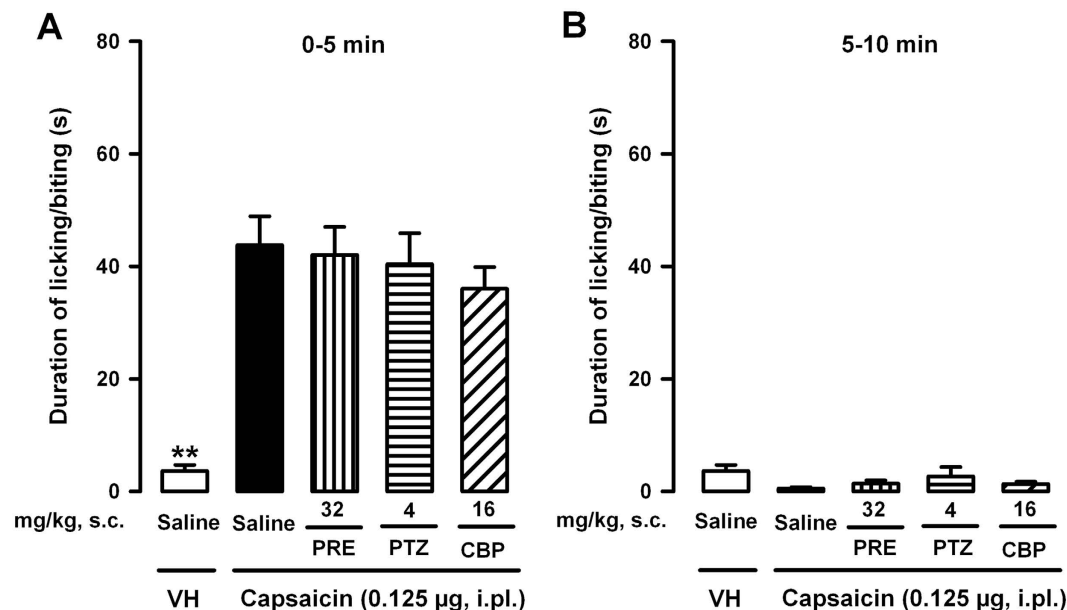 A
0-5 min
80
60
40
20
0
Duration of licking/biting (s)
**
mg/kg, s.c.
Saline
Saline
32
4
16
PRE
PTZ
CBP
VH
Capsaicin (0.125 µg, i.pl.)
B
5-10 min
80
60
40
20
0
Duration of licking/biting (s)
mg/kg, s.c.
Saline
Saline
32
4
16
PRE
PTZ
CBP
VH
Capsaicin (0.125 µg, i.pl.)